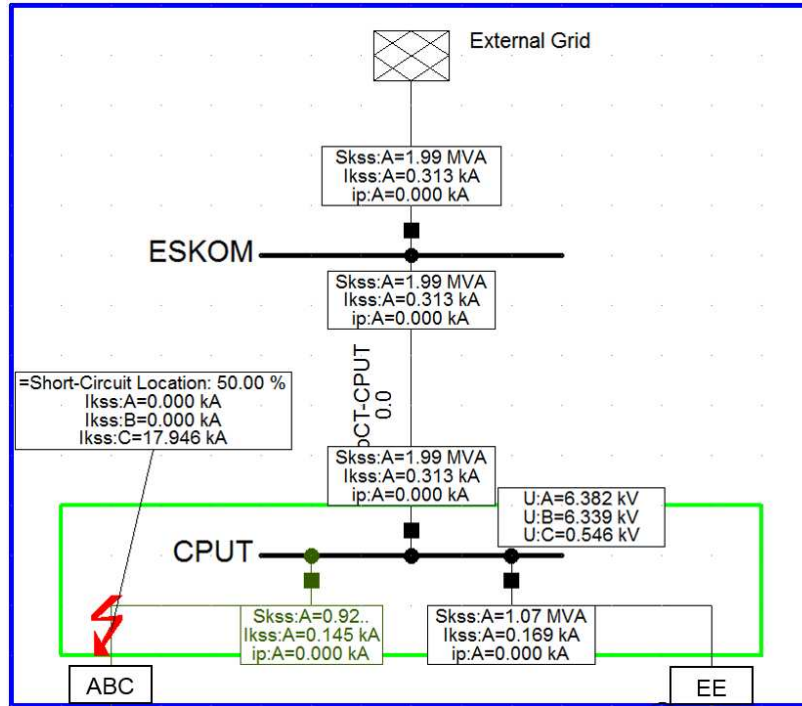 External Grid
Skss:A=1.99 MVA
Ikss:A=0.313 kA
ip:A=0.000 kA
ESKOM
Skss:A=1.99 MVA
Ikss:A=0.313 kA
ip:A=0.000 kA
=Short-Circuit Location: 50.00 %
Ikss:A=0.000 kA
Ikss:B=0.000 kA
Ikss:C=17.946 kA
oCT-CPUT
0.0
Skss:A=1.99 MVA
Ikss:A=0.313 kA
ip:A=0.000 kA
U:A=6.382 kV
U:B=6.339 kV
U:C=0.546 kV
CPUT
Skss:A=0.92..
Ikss:A=0.145 kA
ip:A=0.000 kA
Skss:A=1.07 MVA
Ikss:A=0.169 kA
ip:A=0.000 kA
ABC
EE